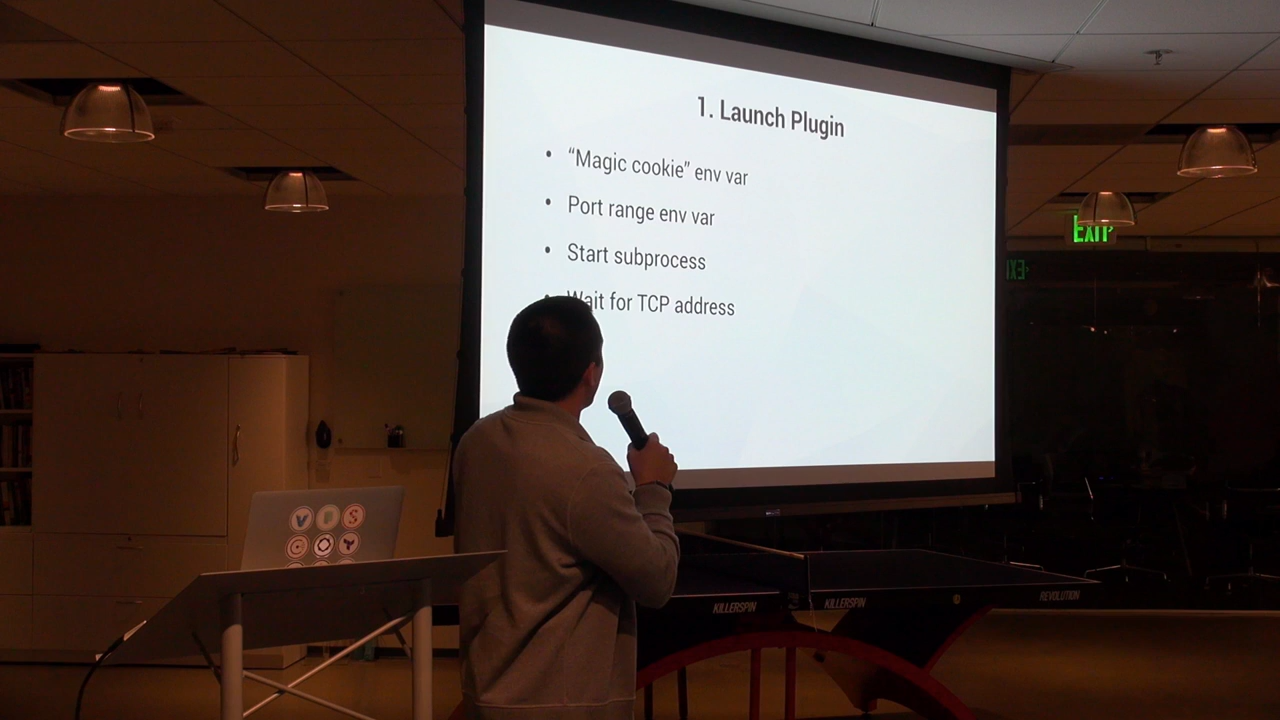 1. Launch Plugin
• “Magic cookie” env var
• Port range env var
• Start subprocess
• Wait for TCP address
EXIT
EXI
KILLERSPIN
KILLERSPIN
REVOLUTION